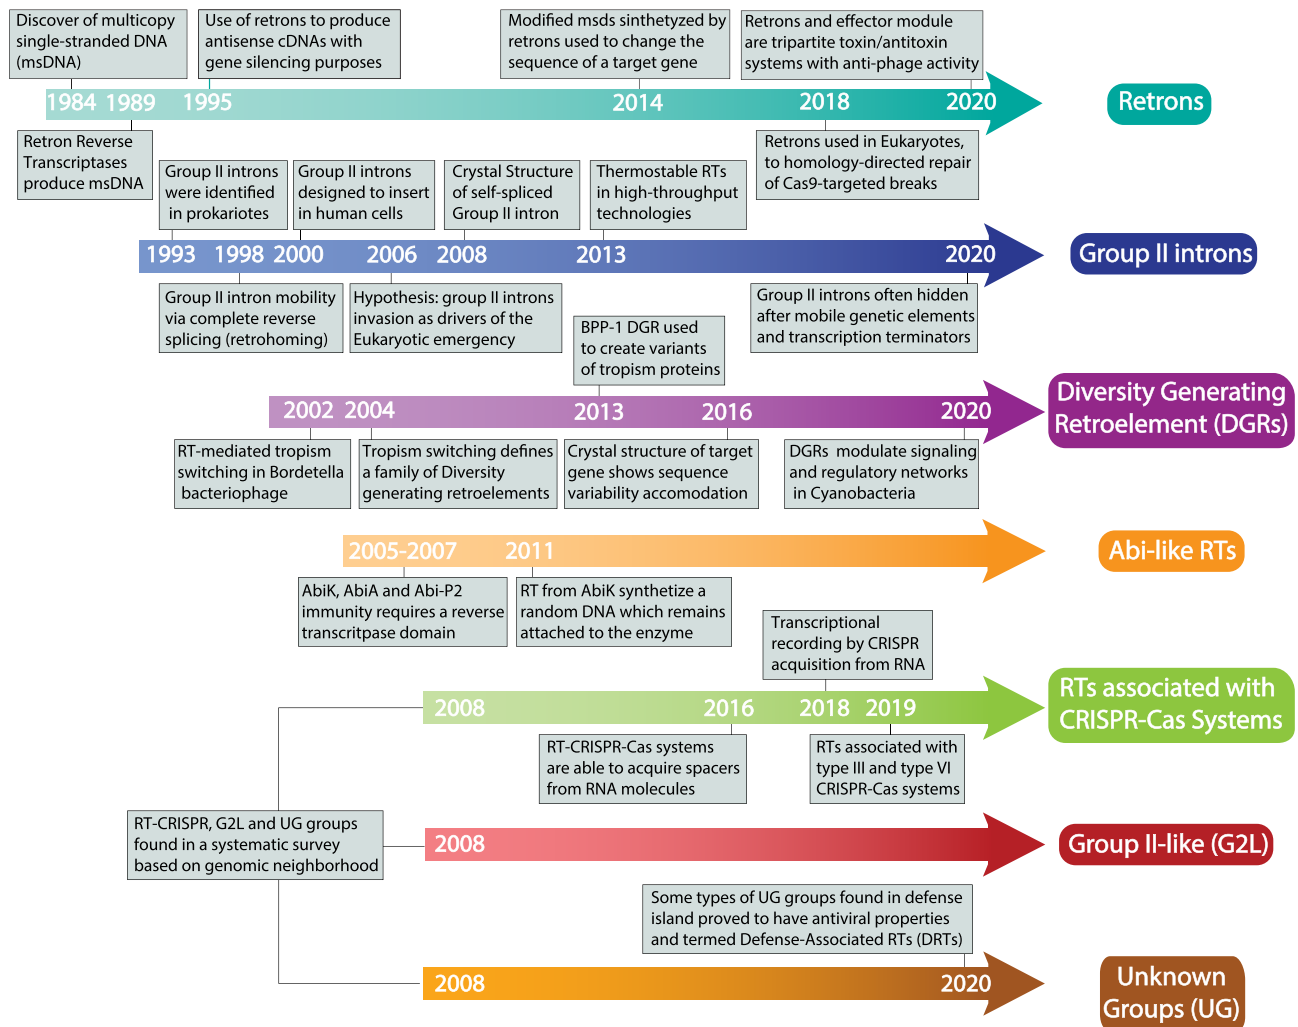 Discover of multicopy
single-stranded DNA
(msDNA)
Use of retrons to produce
antisense cDNAs with
gene silencing purposes
Modified msds sinthetyzed by
retrons used to change the
sequence of a target gene
Retrons and effector module
are tripartite toxin/antitoxin
systems with anti-phage activity
1984 1989 1995 2014 2018 2020
Retrons
Retron Reverse
Transcriptases
produce msDNA
Retrons used in Eukaryotes,
to homology-directed repair
of Cas9-targeted breaks
Group II introns
were identified
in prokariotes
Group II introns
designed to insert
in human cells
Crystal Structure
of self-spliced
Group II intron
Thermostable RTs
in high-throughput
technologies
1993 1998 2000 2006 2008 2013 2020
Group II introns
Group II intron mobility
via complete reverse
splicing (retrohoming)
Hypothesis: group II introns
invasion as drivers of the
Eukaryotic emergency
Group II introns often hidden
after mobile genetic elements
and transcription terminators
BPP-1 DGR used
to create variants
of tropism proteins
2002 2004 2013 2016 2020
Diversity Generating
Retroelement (DGRs)
RT-mediated tropism
switching in Bordetella
bacteriophage
Tropism switching defines
a family of Diversity
generating retroelements
Crystal structure of target
gene shows sequence
variability accomodation
DGRs modulate signaling
and regulatory networks
in Cyanobacteria
2005-2007 2011
Abi-like RTs
AbiK, AbiA and Abi-P2
immunity requires a reverse
transcritpase domain
RT from AbiK synthetize a
random DNA which remains
attached to the enzyme
Transcriptional
recording by CRISPR
acquisition from RNA
2008 2016 2018 2019
RTs associated with
CRISPR-Cas Systems
RT-CRISPR-Cas systems
are able to acquire spacers
from RNA molecules
RTs associated with
type III and type VI
CRISPR-Cas systems
RT-CRISPR, G2L and UG groups
found in a systematic survey
based on genomic neighborhood
2008
Group II-like (G2L)
Some types of UG groups found in defense
island proved to have antiviral properties
and termed Defense-Associated RTs (DRTs)
2008 2020
Unknown
Groups (UG)